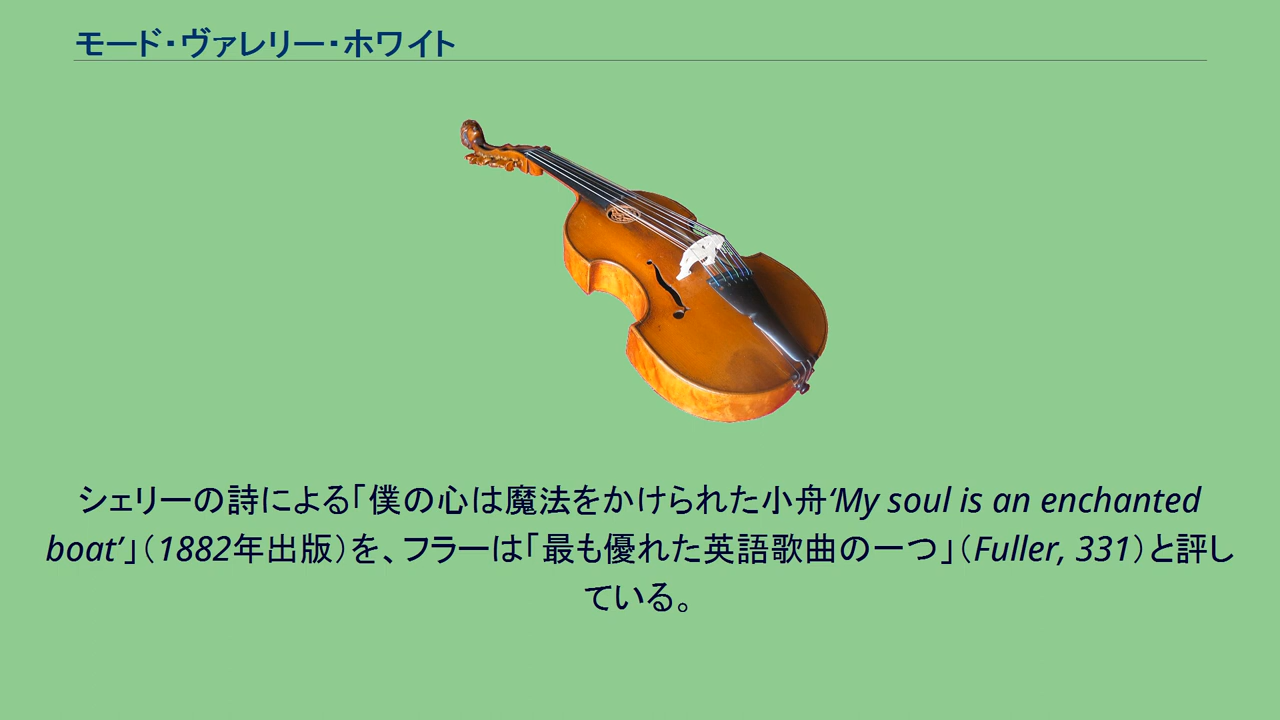 モード・ヴァレリー・ホワイト
シェリーの詩による「僕の心は魔法をかけられた小舟‘My soul is an enchanted
boat’」（1882年出版）を、フラーは「最も優れた英語歌曲の一つ」（Fuller, 331）と評し
ている。